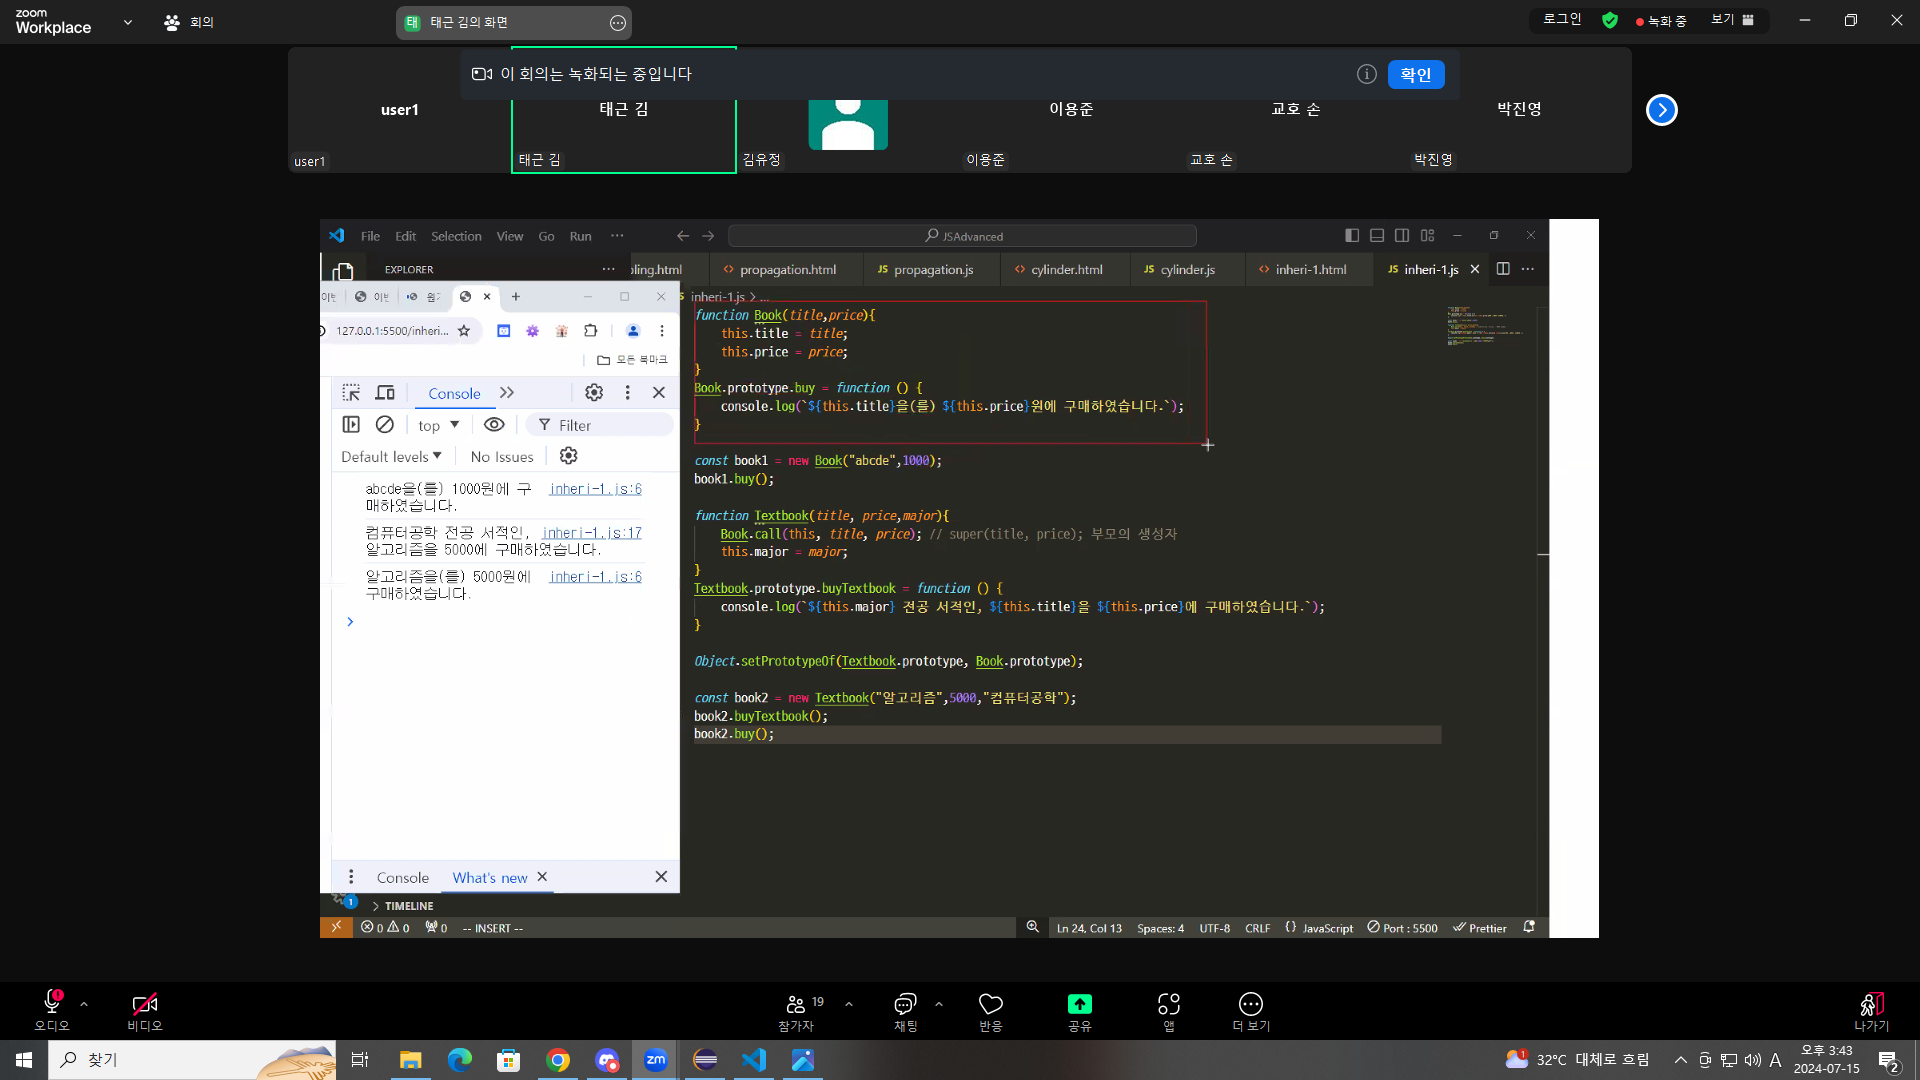 zoom
Workplace
회의
태 태근 김의 화면
로그인
녹화 중
보기
이 회의는 녹화되는 중입니다
확인
user1
태근 김
이용준
교호 손
박진영
user1
태근 김
김유정
이용준
교호 손
박진영
File Edit Selection View Go Run ···
JSAdvanced
EXPLORER ···
pling.html
propagation.html
JS propagation.js
cylinder.html
JS cylinder.js
inheri-1.html
JS inheri-1.js
inheri-1.js > ...
127.0.0.1:5500/inheri...
모든 북마크
Console
top
Filter
Default levels
No Issues
abcde을(를) 1000원에 구 inheri-1.js:6
매하였습니다.
컴퓨터공학 전공 서적인, inheri-1.js:17
알고리즘을 5000에 구매하였습니다.
알고리즘을(를) 5000원에 inheri-1.js:6
구매하였습니다.
>
Console
What's new
TIMELINE
function Book(title,price){
this.title = title;
this.price = price;
}
Book.prototype.buy = function () {
console.log(`${this.title}을(를) ${this.price}원에 구매하였습니다.`);
}
const book1 = new Book("abcde",1000);
book1.buy();
function Textbook(title, price,major){
Book.call(this, title, price); // super(title, price); 부모의 생성자
this.major = major;
}
Textbook.prototype.buyTextbook = function () {
console.log(`${this.major} 전공 서적인, ${this.title}을 ${this.price}에 구매하였습니다.`);
}
Object.setPrototypeOf(Textbook.prototype, Book.prototype);
const book2 = new Textbook("알고리즘",5000,"컴퓨터공학");
book2.buyTextbook();
book2.buy();
1
0 0 0 -- INSERT --
Ln 24, Col 13 Spaces: 4 UTF-8 CRLF {} JavaScript Port : 5500 Prettier
오디오
비디오
19
참가자
채팅
반응
공유
앱
더 보기
나가기
찾기
zm
1
32°C 대체로 흐림
A
오후 3:43
2024-07-15
2